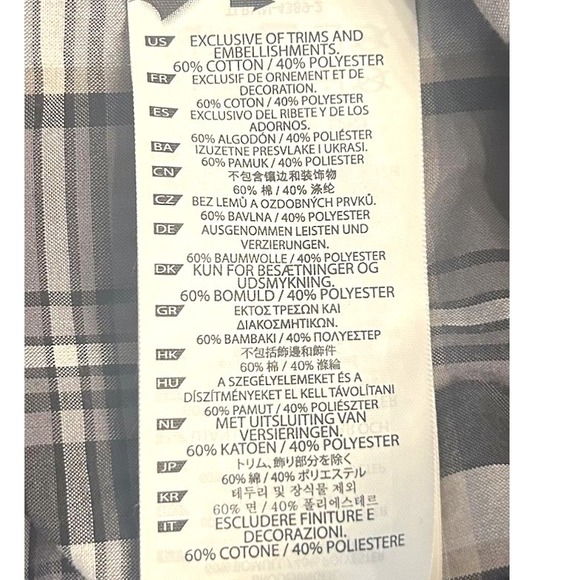 US EXCLUSIVE OF TRIMS AND
EMBELLISHMENTS.
60% COTTON / 40% POLYESTER
FR EXCLUSIF DE ORNEMENT ET DE
DECORATION.
60% COTON / 40% POLYESTER
ES EXCLUSIVO DEL RIBETE Y DE LOS
ADORNOS.
60% ALGODÓN / 40% POLIÉSTER
BA IZUZETNE PRESVLAKE I UKRASI.
60% PAMUK / 40% POLIESTER
CN 不包含镶边和装饰物
60% 棉 / 40% 涤纶
CZ BEZ LEMŮ A OZDOBNÝCH PRVKŮ.
60% BAVLNA / 40% POLYESTER
DE AUSGENOMMEN LEISTEN UND
VERZIERUNGEN.
60% BAUMWOLLE / 40% POLYESTER
DK KUN FOR BESÆTNINGER OG
UDSMYKNING.
60% BOMULD / 40% POLYESTER
GR ΕΚΤΟΣ ΤΡΕΣΩΝ ΚΑΙ
ΔΙΑΚΟΣΜΗΤΙΚΩΝ.
60% ΒΑΜΒΑΚΙ / 40% ΠΟΛΥΕΣΤΕΡ
HK 不包括飾邊和飾件
60% 棉 / 40% 滌綸
HU A SZEGÉLYELEMEKET ÉS A
DÍSZÍTMÉNYEKET EL KELL TÁVOLÍTANI
60% PAMUT / 40% POLIÉSZTER
NL MET UITSLUITING VAN
VERSIERINGEN.
60% KATOEN / 40% POLYESTER
JP トリム、飾り部分を除く
60% 綿 / 40% ポリエステル
KR 테두리 및 장식물 제외
60% 면 / 40% 폴리에스테르
IT ESCLUDERE FINITURE E
DECORAZIONI.
60% COTONE / 40% POLIESTERE